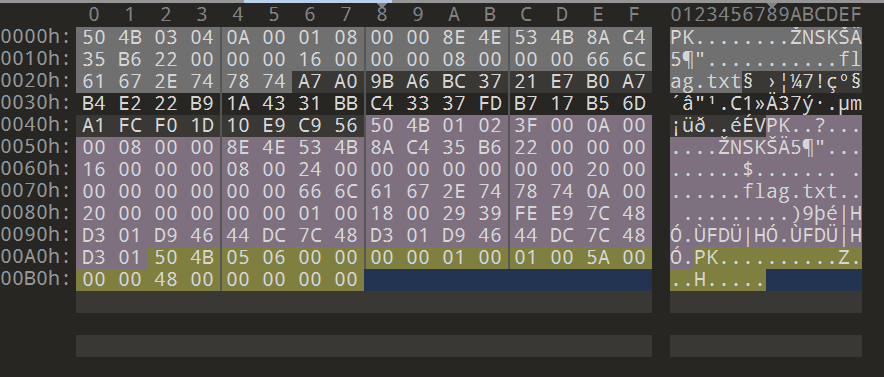 0 1 2 3 4 5 6 7 8 9 A B C D E F 0123456789ABCDEF
0000h: 50 4B 03 04 0A 00 01 08 00 00 8E 4E 53 4B 8A C4 PK........ŽNSKŠÄ
0010h: 35 B6 22 00 00 00 16 00 00 00 08 00 00 00 66 6C 5¶"...........fl
0020h: 61 67 2E 74 78 74 A7 A0 9B A6 BC 37 21 E7 B0 A7 ag.txt§ ›¦¼7!ç°§
0030h: B4 E2 22 B9 1A 43 31 BB C4 33 37 FD B7 17 B5 6D ´â"¹.C1»Ä37ý·.µm
0040h: A1 FC F0 1D 10 E9 C9 56 50 4B 01 02 3F 00 0A 00 ¡üð..éÉVPK..?...
0050h: 00 08 00 00 8E 4E 53 4B 8A C4 35 B6 22 00 00 00 ....ŽNSKŠÄ5¶"...
0060h: 16 00 00 00 08 00 24 00 00 00 00 00 00 00 20 00 ......$....... .
0070h: 00 00 00 00 00 00 66 6C 61 67 2E 74 78 74 0A 00 ......flag.txt..
0080h: 20 00 00 00 00 00 01 00 18 00 29 39 FE E9 7C 48  .........)9þé|H
0090h: D3 01 D9 46 44 DC 7C 48 D3 01 D9 46 44 DC 7C 48 Ó.ÙFDÜ|HÓ.ÙFDÜ|H
00A0h: D3 01 50 4B 05 06 00 00 00 00 01 00 01 00 5A 00 Ó.PK..........Z.
00B0h: 00 00 48 00 00 00 00 00 ..H.....